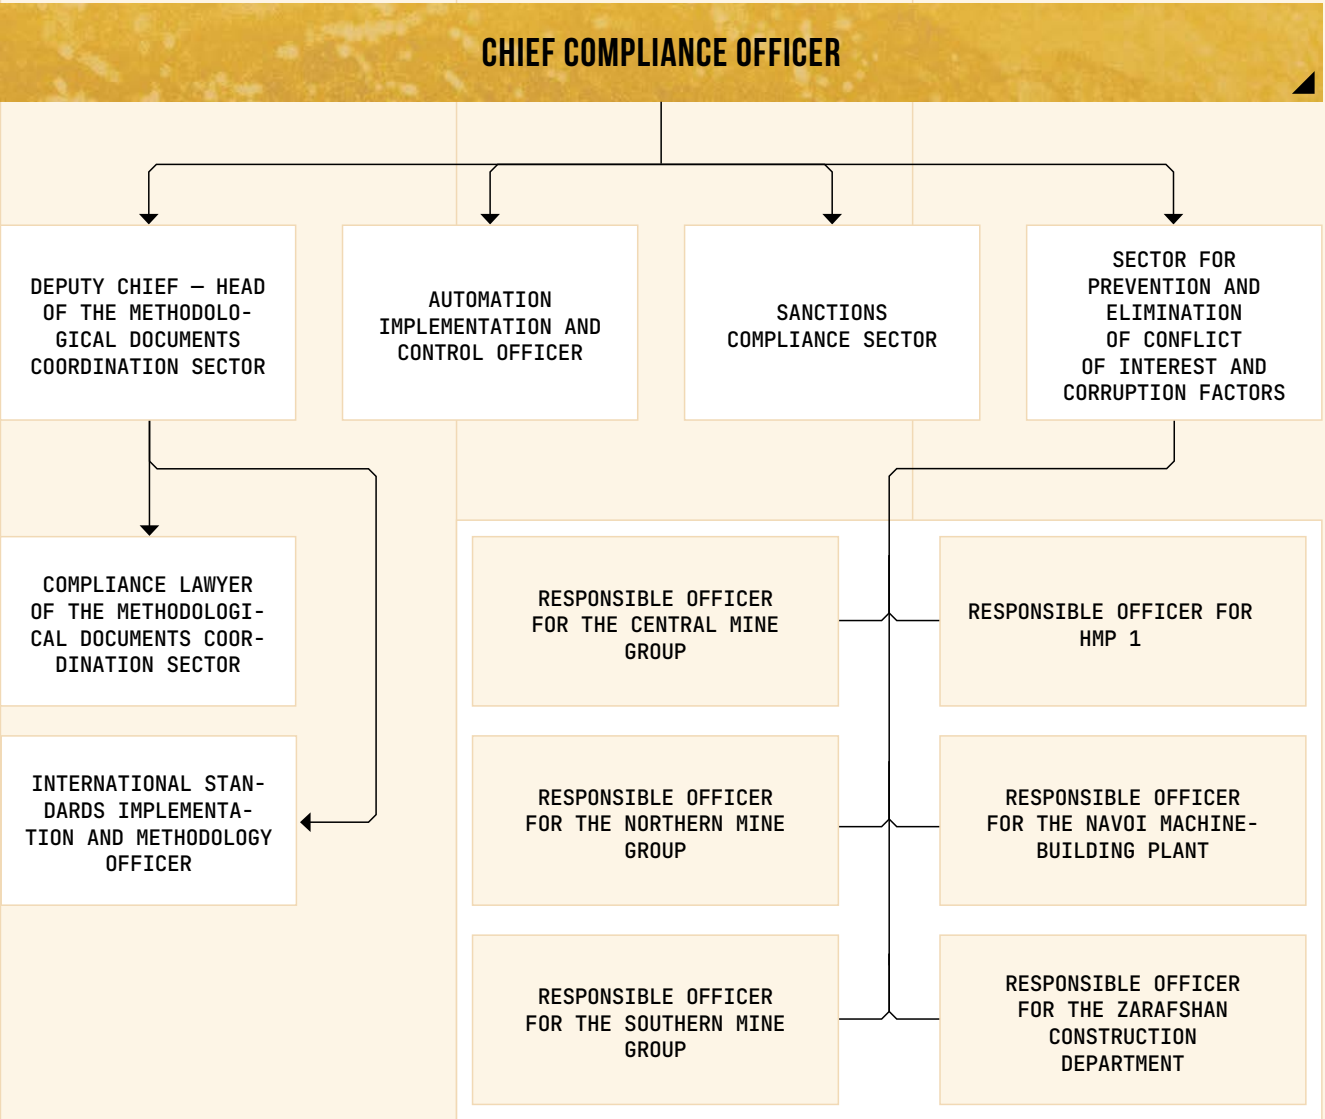 CHIEF COMPLIANCE OFFICER
DEPUTY CHIEF — HEAD
OF THE METHODOLO-
GICAL DOCUMENTS
COORDINATION SECTOR
AUTOMATION
IMPLEMENTATION AND
CONTROL OFFICER
SANCTIONS
COMPLIANCE SECTOR
SECTOR FOR
PREVENTION AND
ELIMINATION
OF CONFLICT
OF INTEREST AND
CORRUPTION FACTORS
COMPLIANCE LAWYER
OF THE METHODOLOGI-
CAL DOCUMENTS COOR-
DINATION SECTOR
INTERNATIONAL STAN-
DARDS IMPLEMENTA-
TION AND METHODOLOGY
OFFICER
RESPONSIBLE OFFICER
FOR THE CENTRAL MINE
GROUP
RESPONSIBLE OFFICER FOR
HMP 1
RESPONSIBLE OFFICER
FOR THE NORTHERN MINE
GROUP
RESPONSIBLE OFFICER
FOR THE NAVOI MACHINE-
BUILDING PLANT
RESPONSIBLE OFFICER
FOR THE SOUTHERN MINE
GROUP
RESPONSIBLE OFFICER
FOR THE ZARAFSHAN
CONSTRUCTION
DEPARTMENT